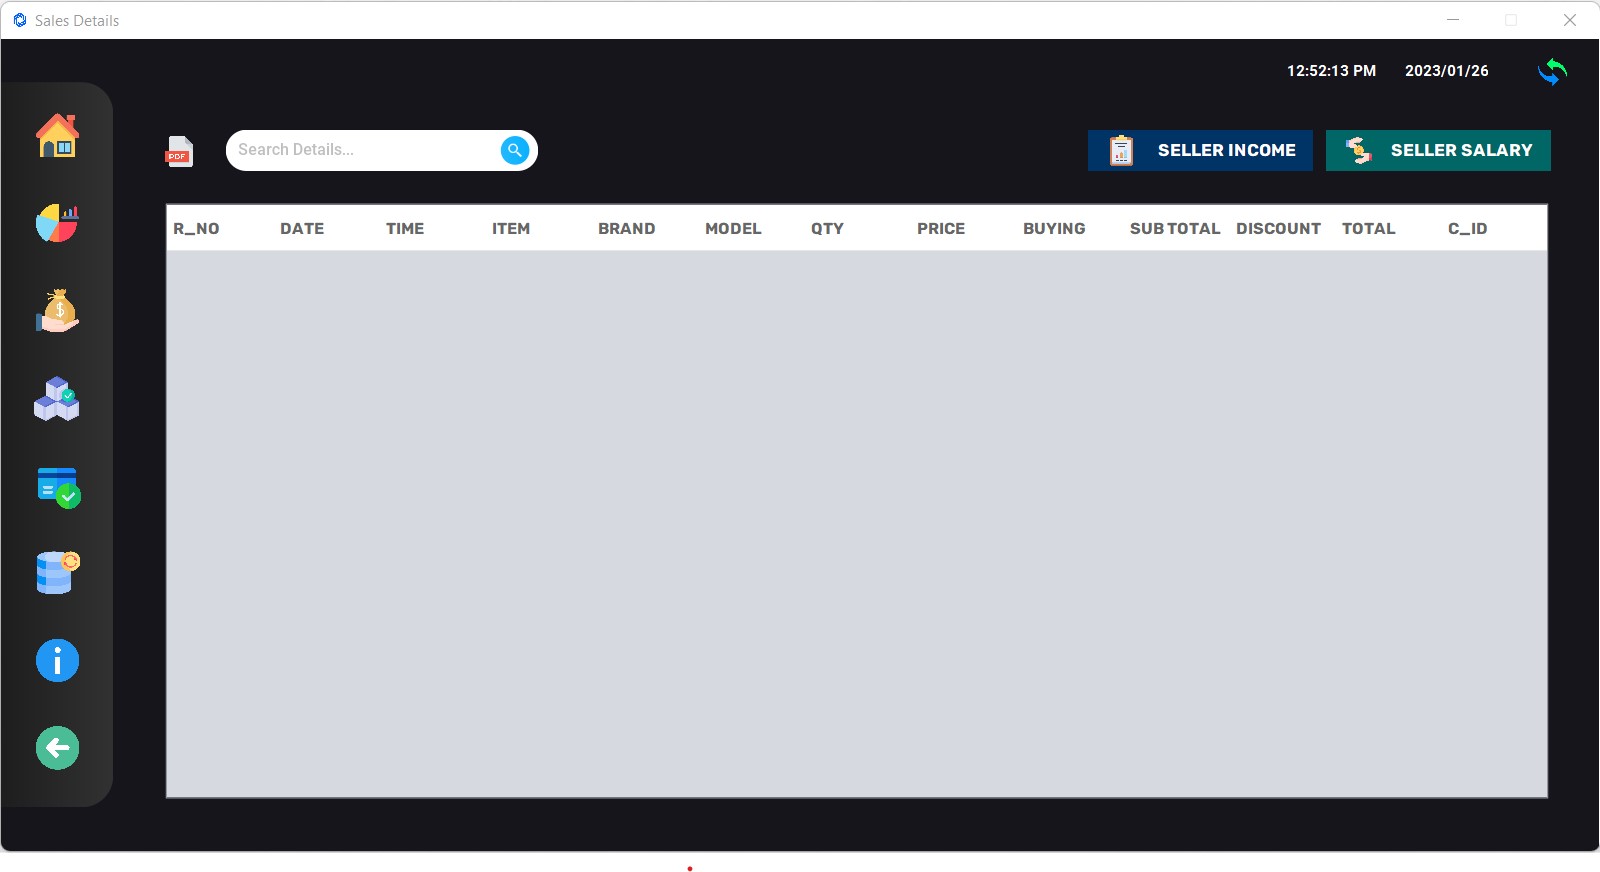 Sales Details
12:52:13 PM 2023/01/26
PDF Search Details... SELLER INCOME SELLER SALARY
R_NO DATE TIME ITEM BRAND MODEL QTY PRICE BUYING SUB TOTAL DISCOUNT TOTAL C_ID
$
i